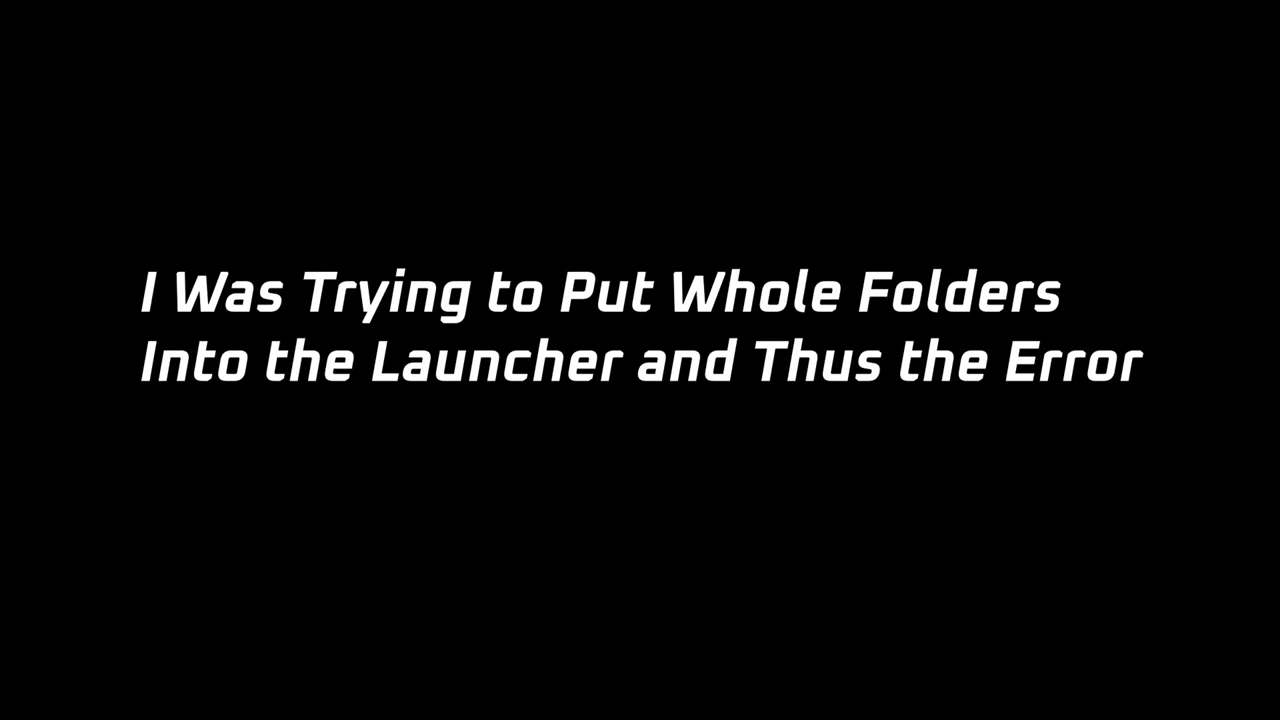 I Was Trying to Put Whole Folders
Into the Launcher and Thus the Error